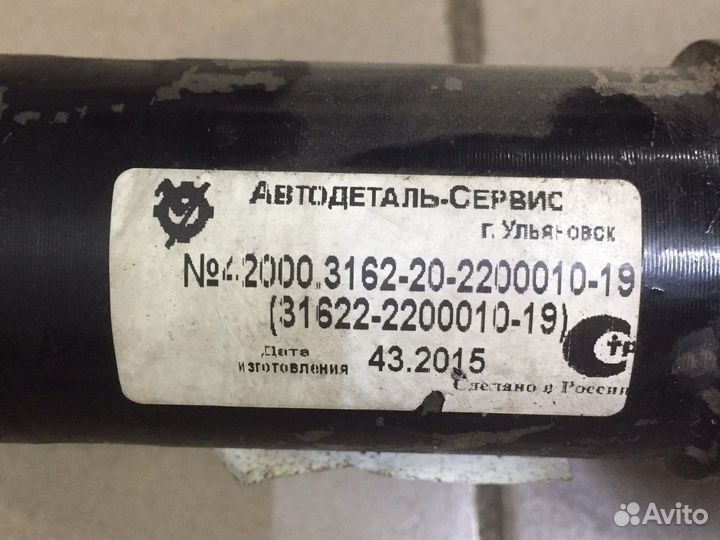 Автодеталь-Сервис
г. Ульяновск
№42000.3162-20-2200010-19
(31622-2200010-19)
Дата
изготовления 43.2015
Сделано в России
Avito